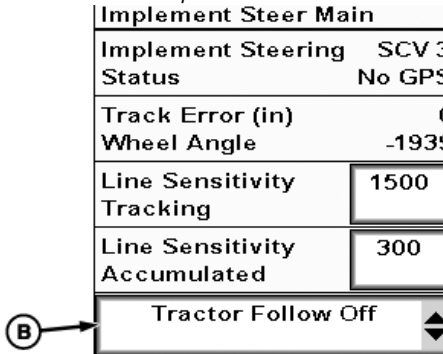 Implement Steer Main
Implement Steering SCV 3
Status No GPS
Track Error (in)
Wheel Angle -193
Line Sensitivity 1500
Tracking
Line Sensitivity 300
Accumulated
Tractor Follow Off
B